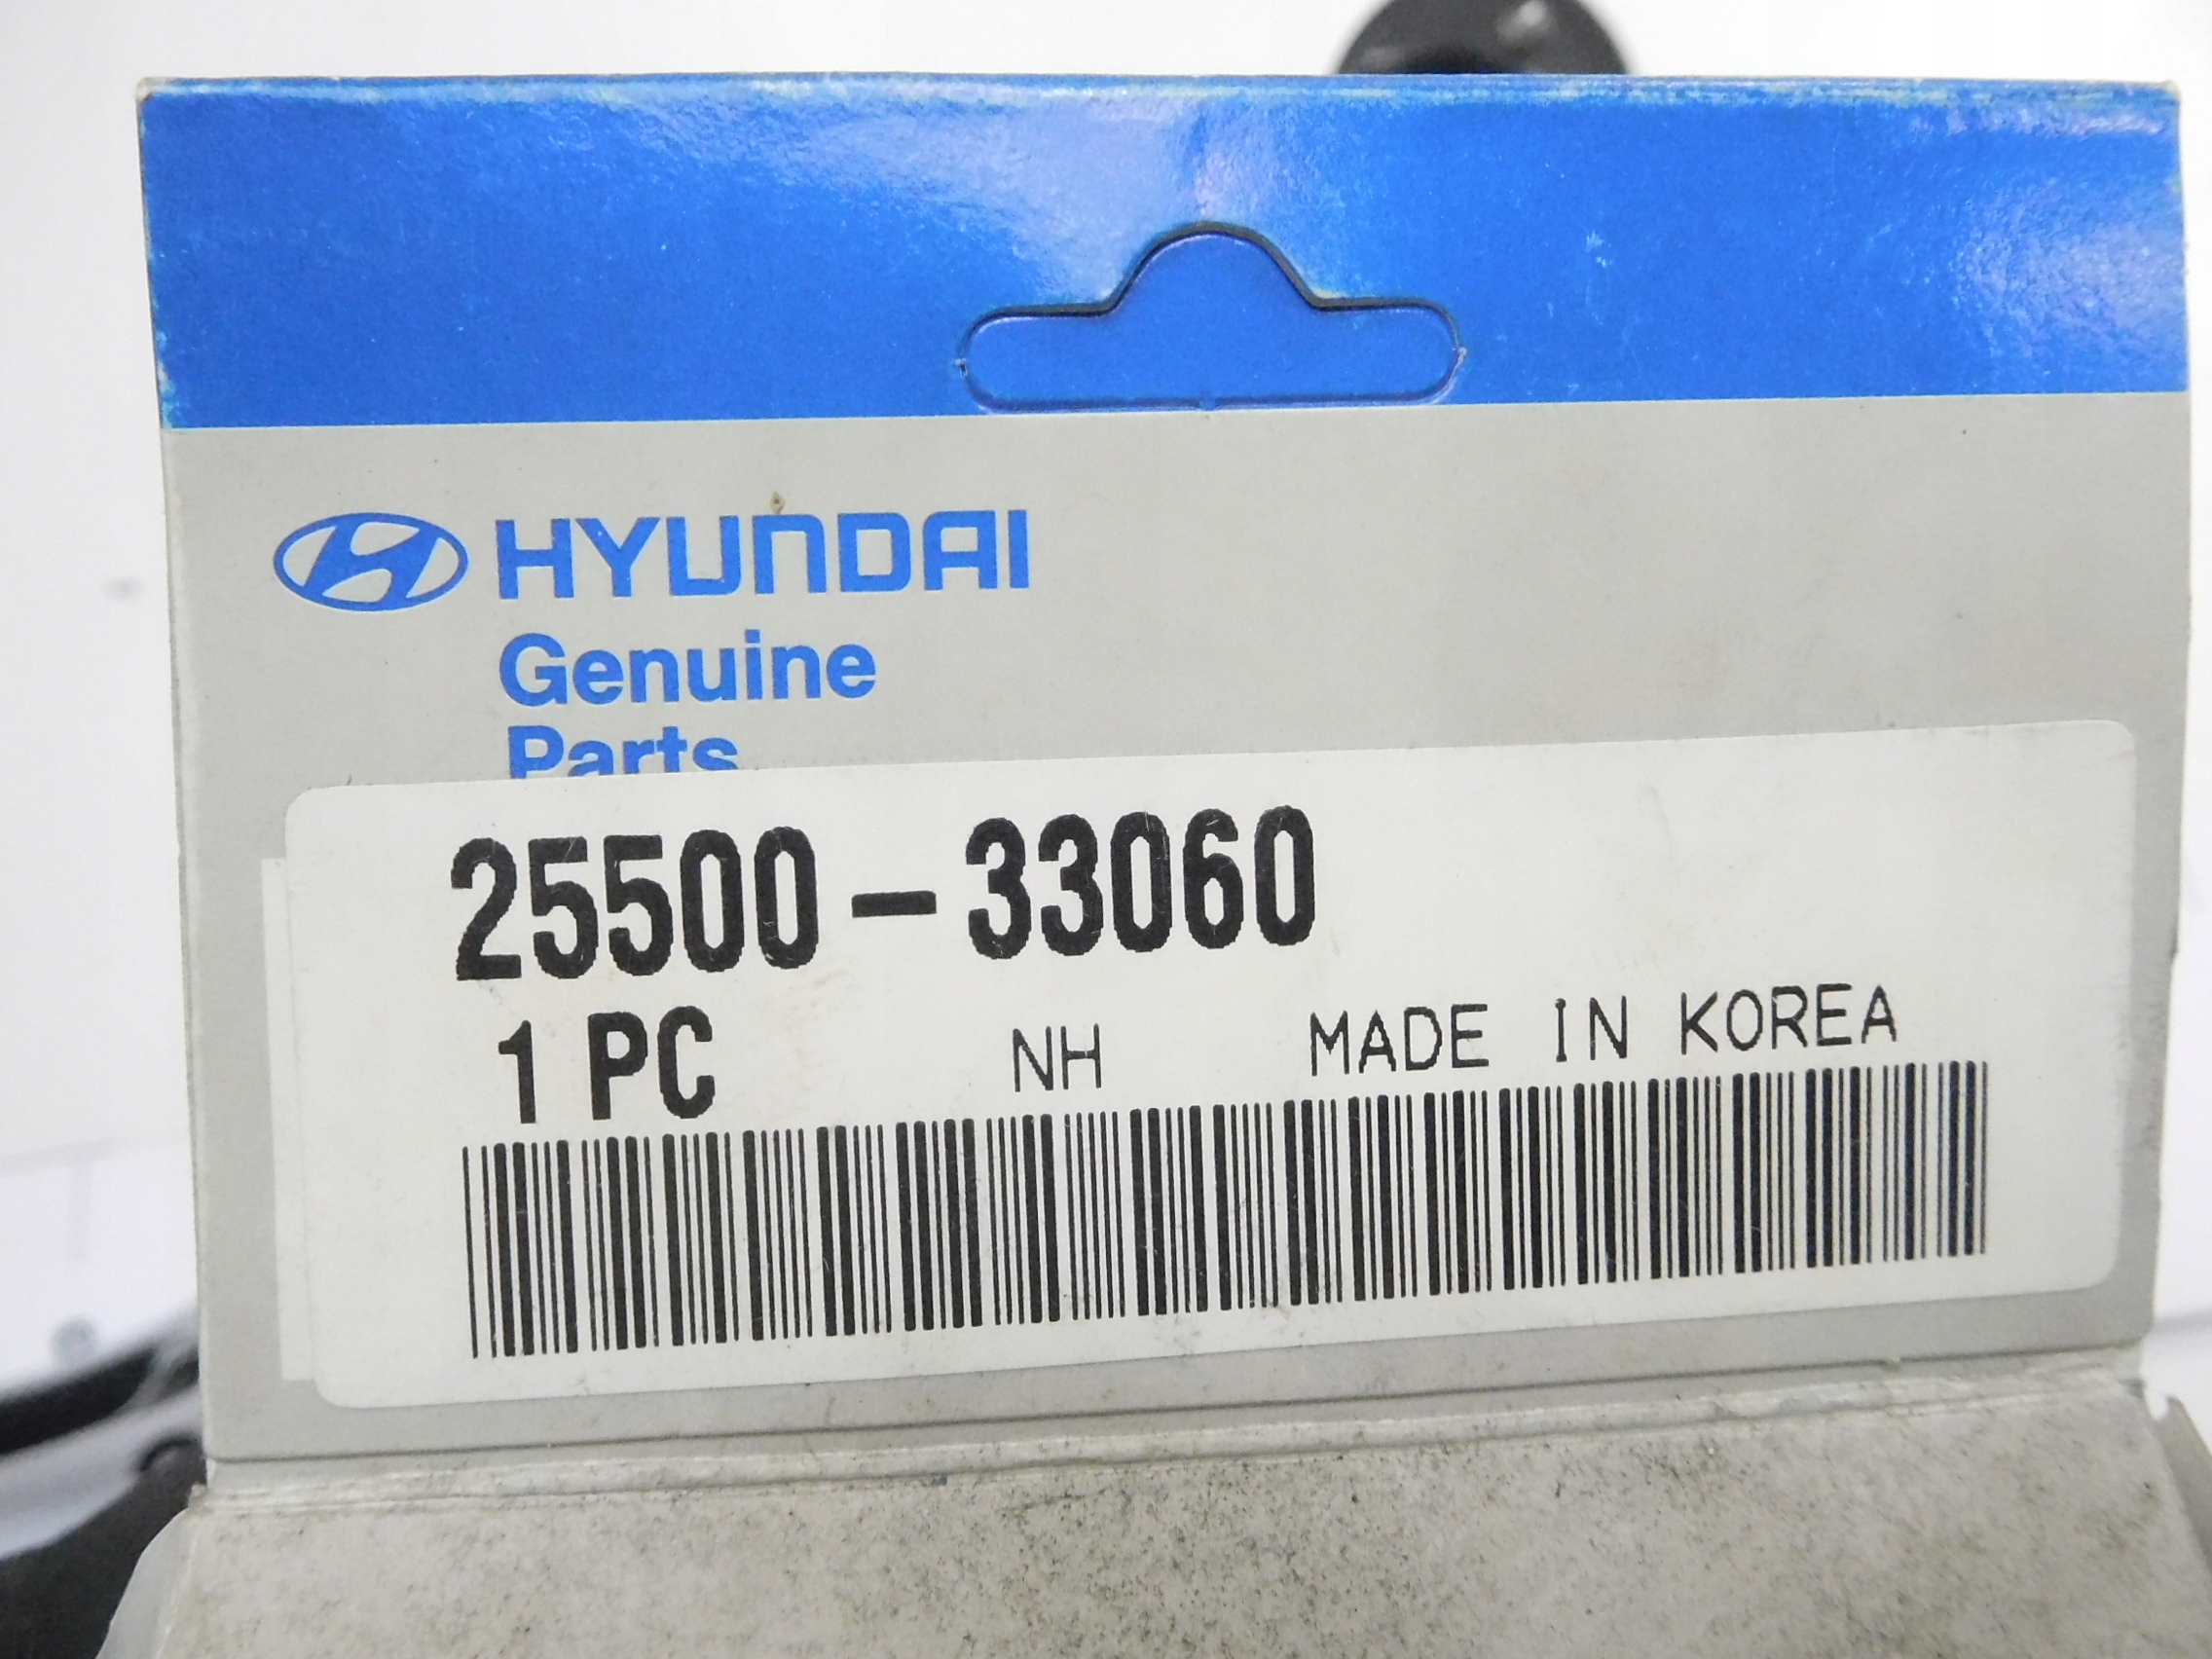 HYUNDAI
Genuine
Parts
25500-33060
1 PC NH MADE IN KOREA